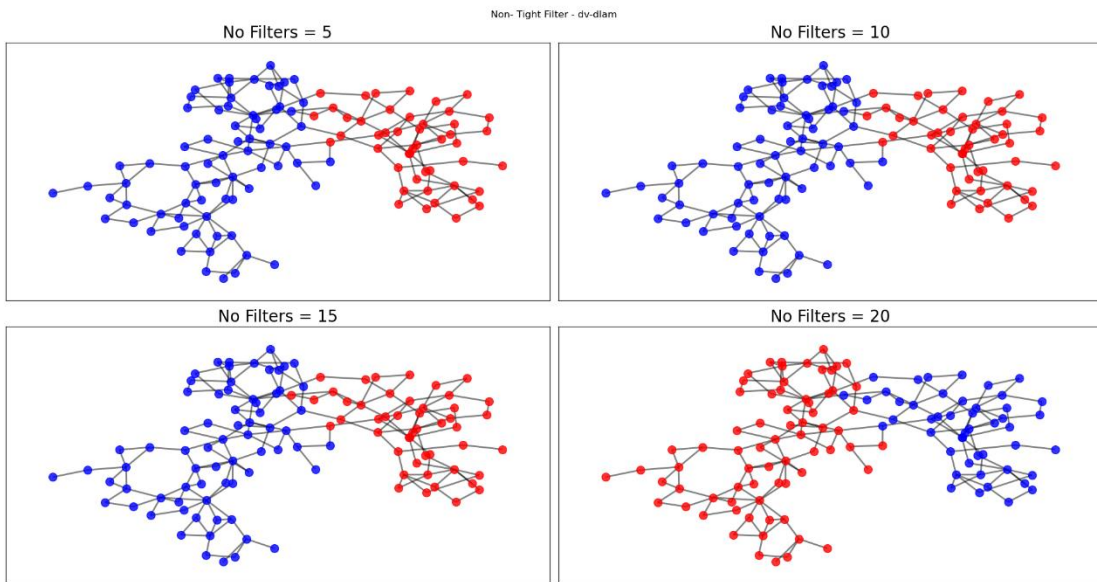 Non- Tight Filter - dv-dlam
No Filters = 5
No Filters = 10
No Filters = 15
No Filters = 20